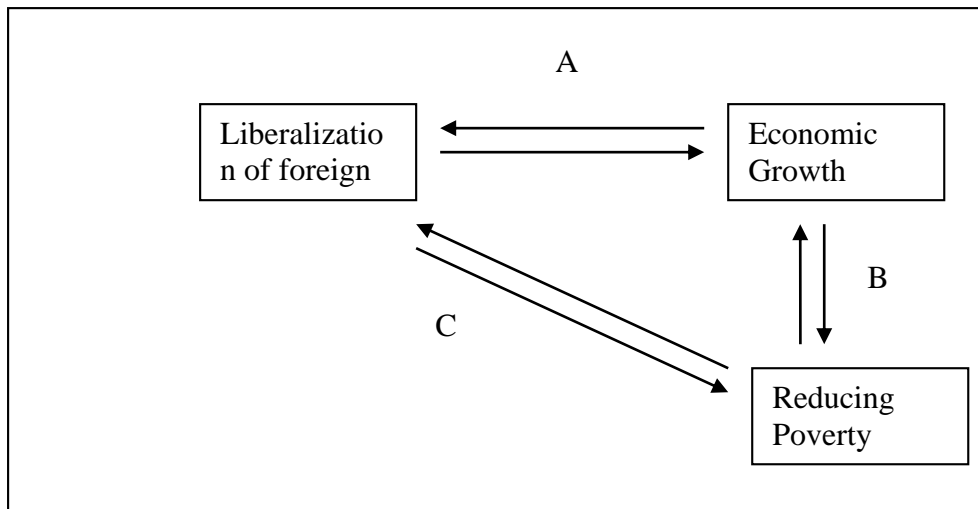 A
Liberalizatio
n of foreign
Economic
Growth
B
C
Reducing
Poverty